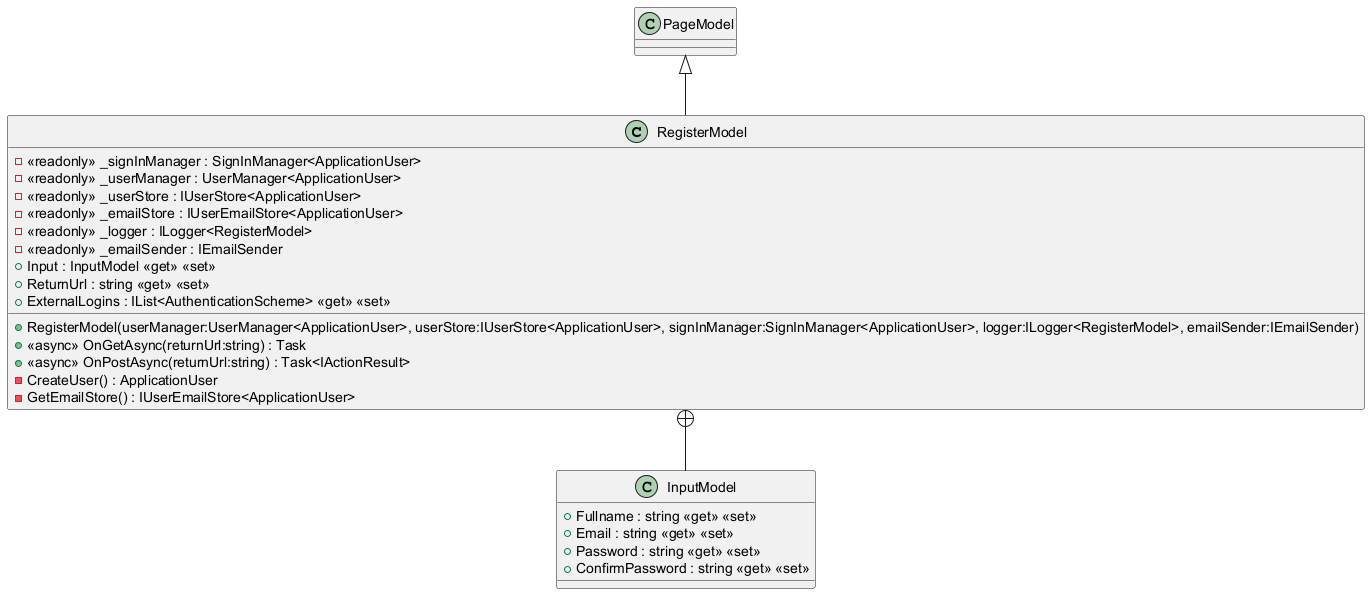 C PageModel
C RegisterModel
«readonly» _signInManager : SignInManager<ApplicationUser>
«readonly» _userManager : UserManager<ApplicationUser>
«readonly» _userStore : IUserStore<ApplicationUser>
«readonly» _emailStore : IUserEmailStore<ApplicationUser>
«readonly» _logger : ILogger<RegisterModel>
«readonly» _emailSender : IEmailSender
Input : InputModel «get» «set»
ReturnUrl : string «get» «set»
ExternalLogins : IList<AuthenticationScheme> «get» «set»
RegisterModel(userManager:UserManager<ApplicationUser>, userStore:IUserStore<ApplicationUser>, signInManager:SignInManager<ApplicationUser>, logger:ILogger<RegisterModel>, emailSender:IEmailSender)
«async» OnGetAsync(returnUrl:string) : Task
«async» OnPostAsync(returnUrl:string) : Task<IActionResult>
CreateUser() : ApplicationUser
GetEmailStore() : IUserEmailStore<ApplicationUser>
C InputModel
Fullname : string «get» «set»
Email : string «get» «set»
Password : string «get» «set»
ConfirmPassword : string «get» «set»